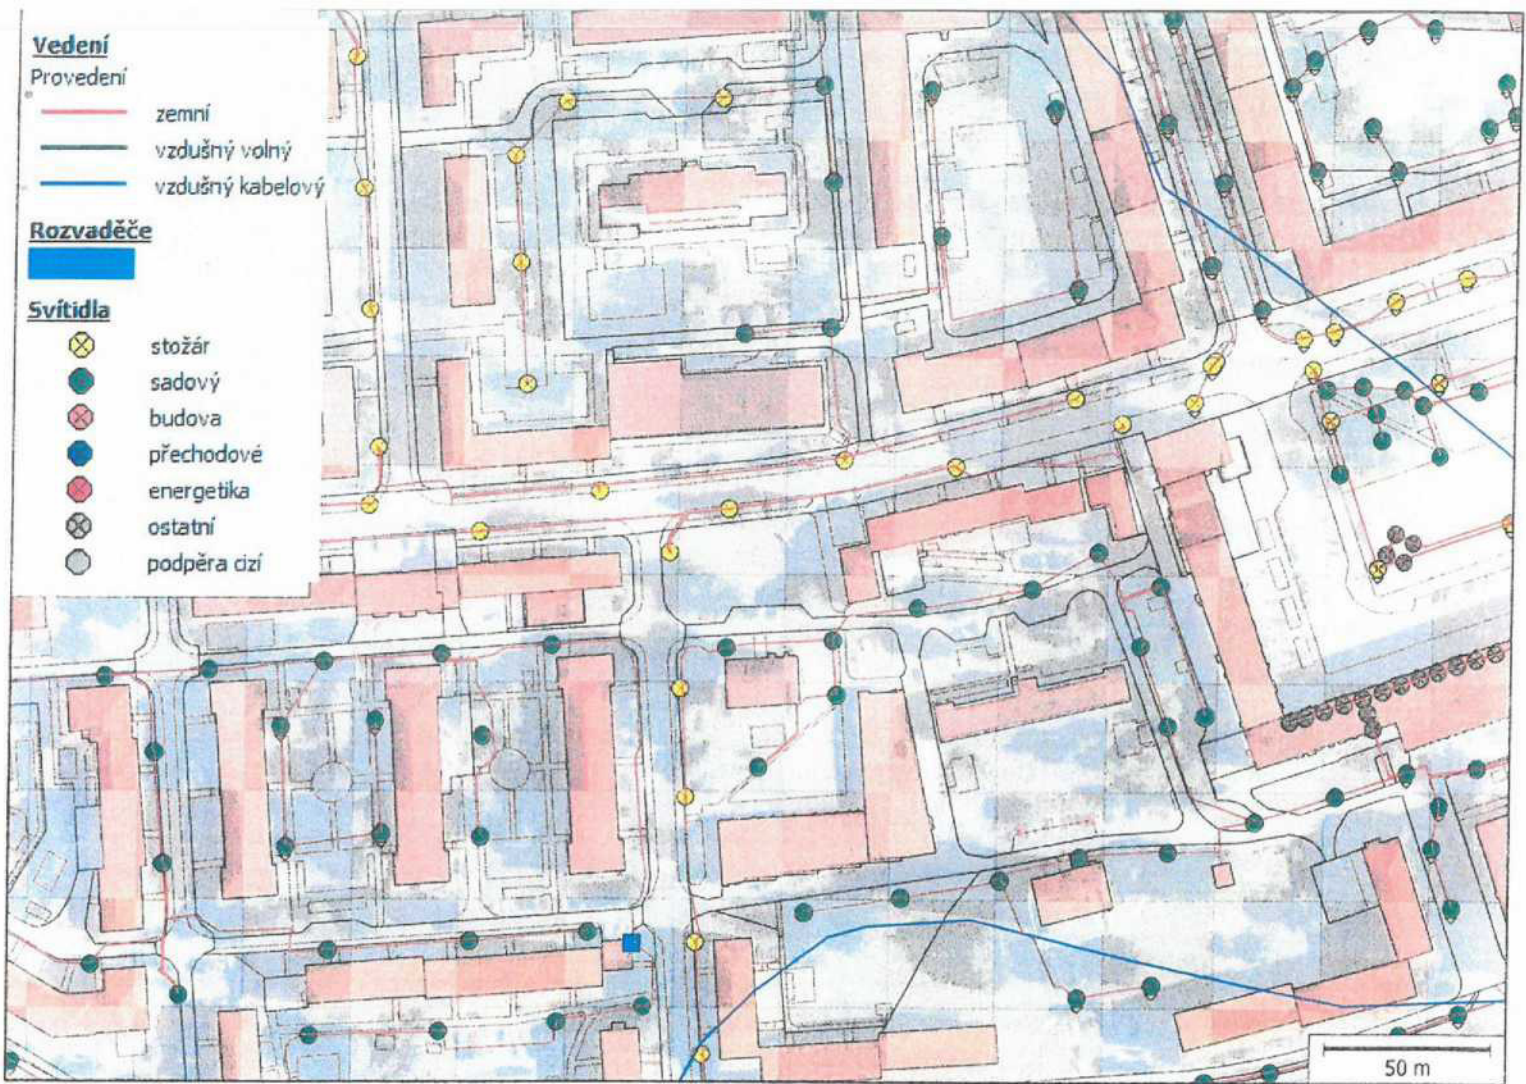 Vedení
Provedení
zemní
vzdušný volný
vzdušný kabelový
Rozvaděče
Svítidla
stožár
sadový
budova
přechodové
energetika
ostatní
podpěra cizí
50 m